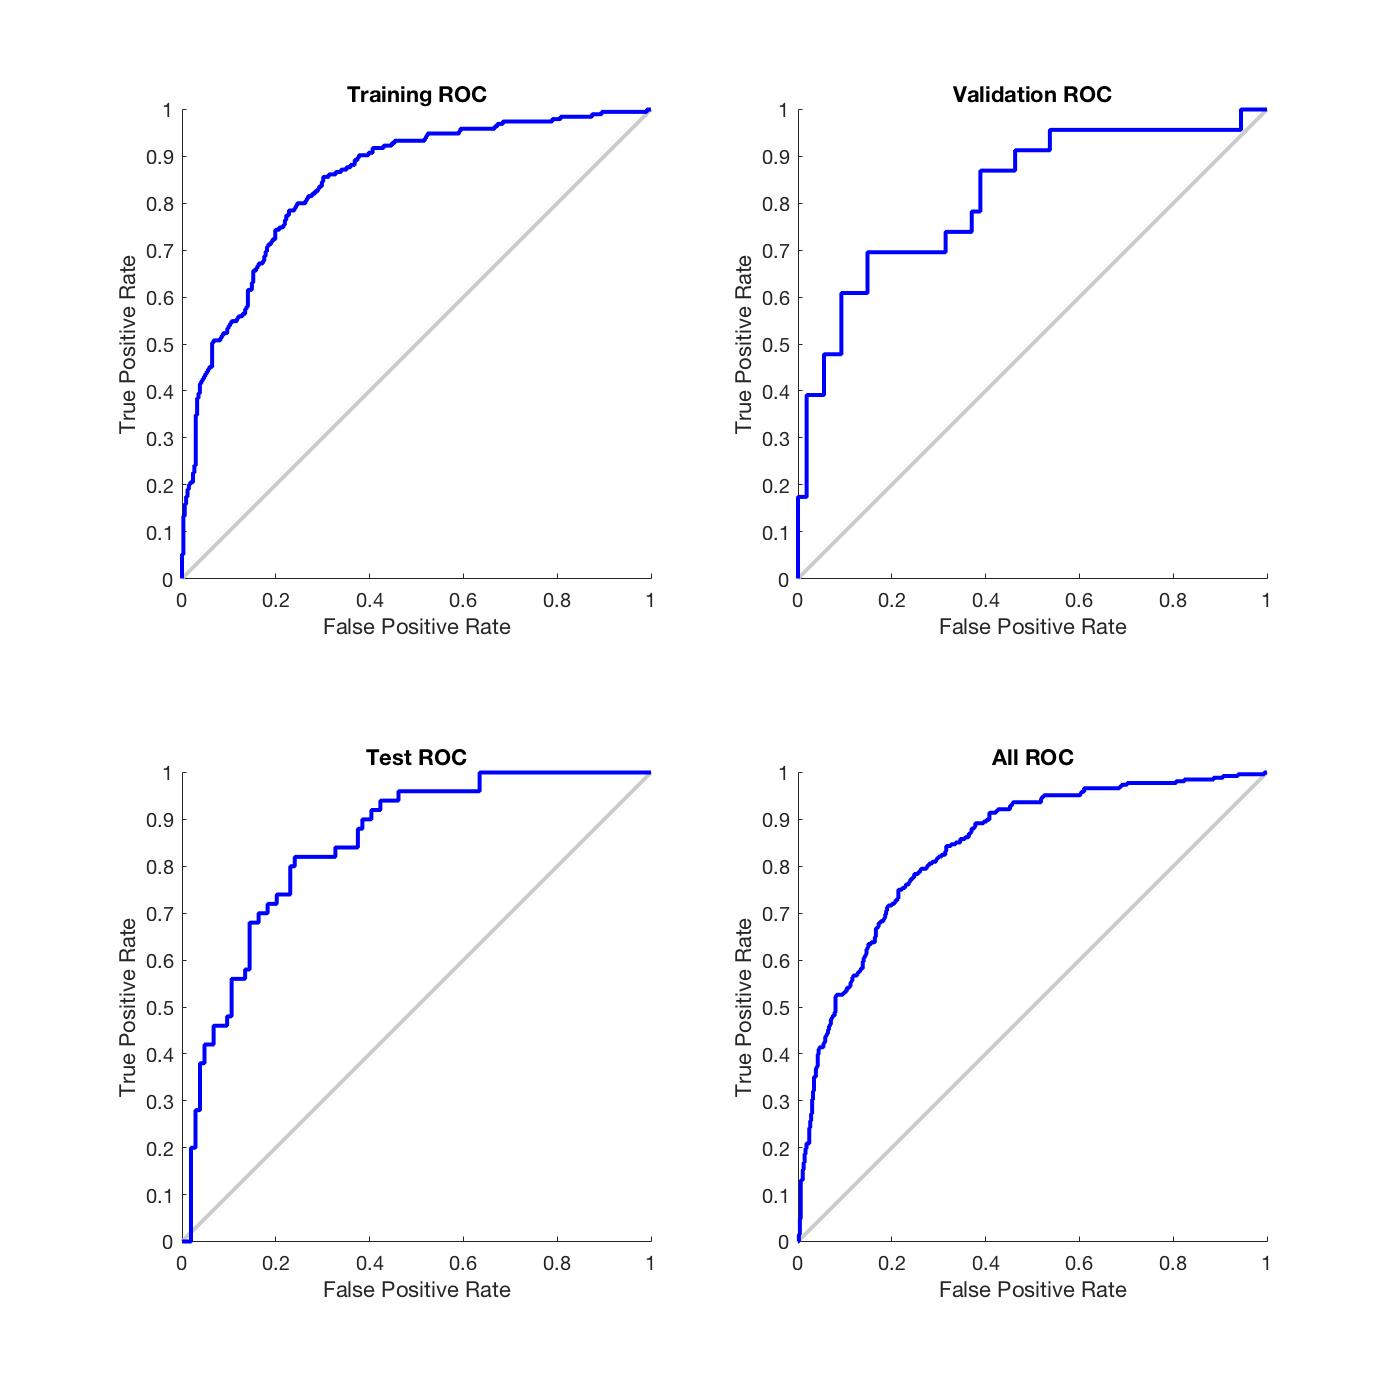 Training ROC
1
0.9
0.8
0.7
0.6
0.5
0.4
0.3
0.2
0.1
0
True Positive Rate
0 0.2 0.4 0.6 0.8 1
False Positive Rate
Validation ROC
1
0.9
0.8
0.7
0.6
0.5
0.4
0.3
0.2
0.1
0
True Positive Rate
0 0.2 0.4 0.6 0.8 1
False Positive Rate
Test ROC
1
0.9
0.8
0.7
0.6
0.5
0.4
0.3
0.2
0.1
0
True Positive Rate
0 0.2 0.4 0.6 0.8 1
False Positive Rate
All ROC
1
0.9
0.8
0.7
0.6
0.5
0.4
0.3
0.2
0.1
0
True Positive Rate
0 0.2 0.4 0.6 0.8 1
False Positive Rate